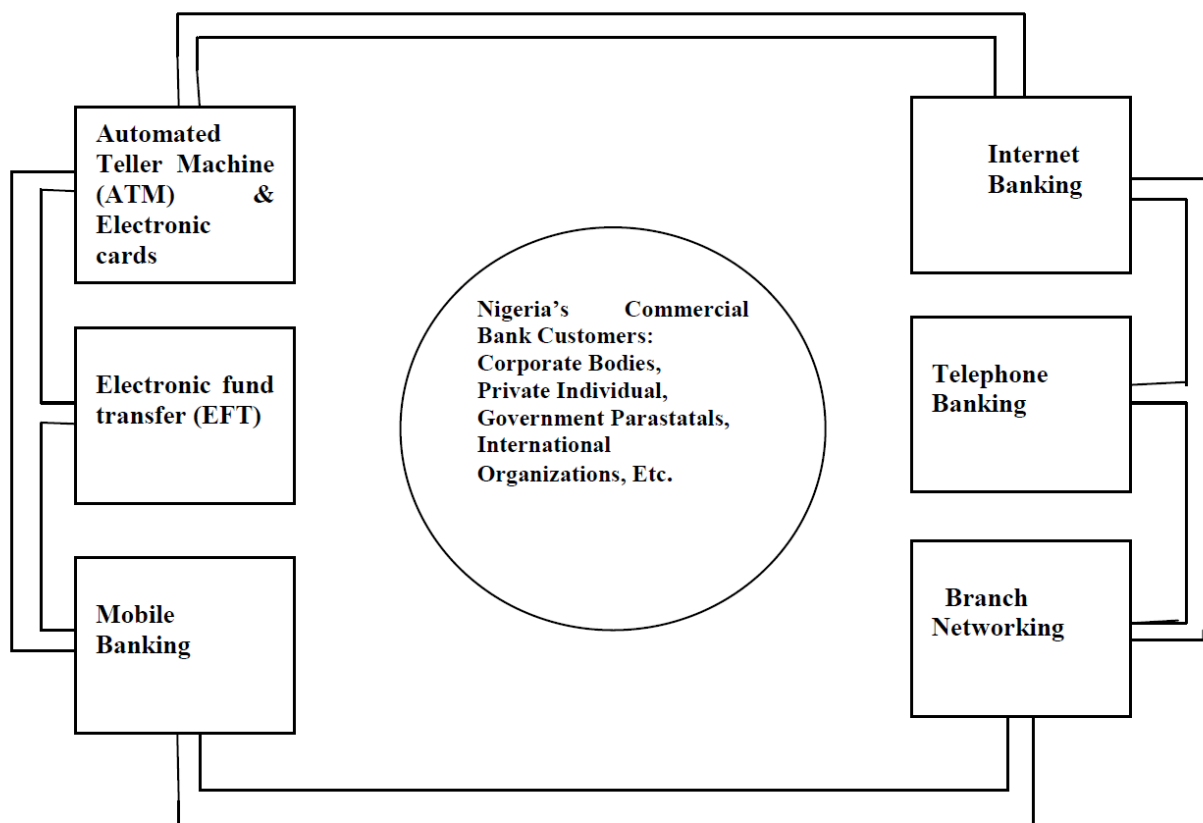 Automated
Teller Machine
(ATM) &
Electronic
cards
Electronic fund
transfer (EFT)
Mobile
Banking
Nigeria’s Commercial
Bank Customers:
Corporate Bodies,
Private Individual,
Government Parastatals,
International
Organizations, Etc.
Internet
Banking
Telephone
Banking
Branch
Networking